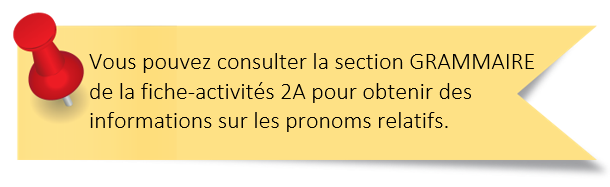 Vous pouvez consulter la section GRAMMAIRE
de la fiche-activités 2A pour obtenir des
informations sur les pronoms relatifs.